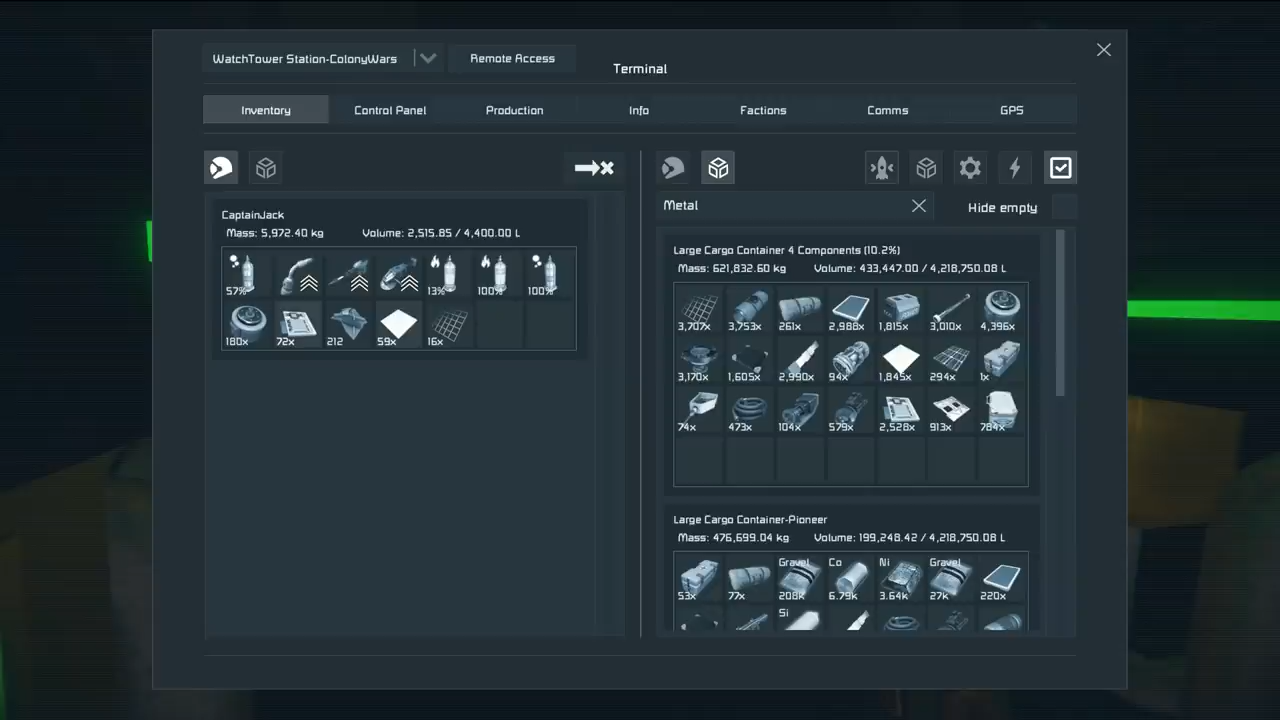 WatchTower Station-ColonyWars
Remote Access
Terminal
Inventory
Control Panel
Production
Info
Factions
Comms
GPS
Metal
Hide empty
CaptainJack
Mass: 5,972.40 kg Volume: 2,515.85 / 4,400.00 L
57% 13% 100% 100%
180x 72x 212 59x 16x
Large Cargo Container 4 Components (10.2%)
Mass: 621,832.60 kg Volume: 433,447.00 / 4,218,750.08 L
3,707x 3,753x 261x 2,988x 1,815x 3,010x 4,396x
3,170x 1,605x 2,990x 94x 1,845x 294x 1x
74x 473x 104x 579x 2,528x 913x 784x
Large Cargo Container-Pioneer
Mass: 476,699.04 kg Volume: 199,248.42 / 4,218,750.08 L
Gravel Co Ni Gravel
53x 77x 208K 6.79k 3.64k 27k 220x
Si